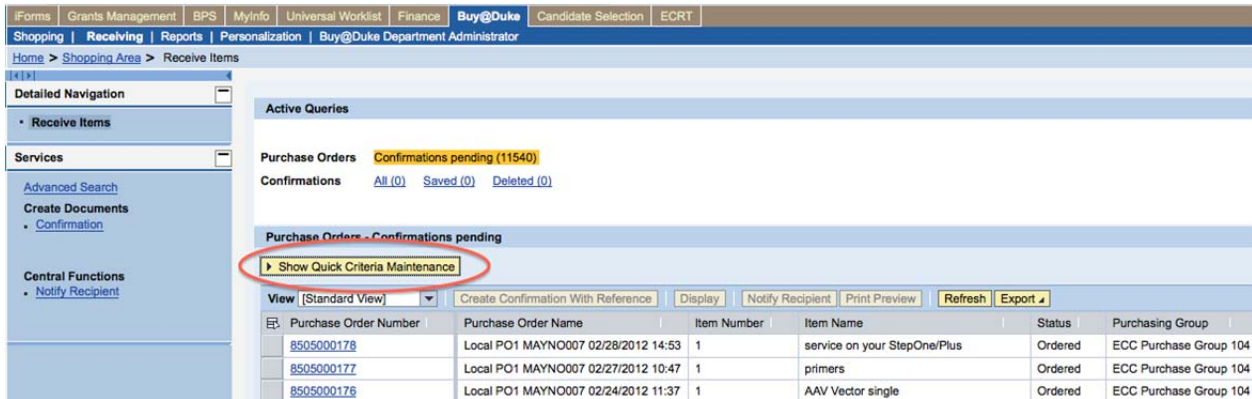 iForms Grants Management BPS MyInfo Universal Worklist Finance Buy@Duke Candidate Selection ECRT
Shopping | Receiving | Reports | Personalization | Buy@Duke Department Administrator
Home > Shopping Area > Receive Items
Detailed Navigation
• Receive Items
Services
Advanced Search
Create Documents
• Confirmation
Central Functions
• Notify Recipient
Active Queries
Purchase Orders Confirmations pending (11540)
Confirmations All (0) Saved (0) Deleted (0)
Purchase Orders - Confirmations pending
Show Quick Criteria Maintenance
View [Standard View] Create Confirmation With Reference Display Notify Recipient Print Preview Refresh Export
Purchase Order Number Purchase Order Name Item Number Item Name Status Purchasing Group
8505000178 Local PO1 MAYNO007 02/28/2012 14:53 1 service on your StepOne/Plus Ordered ECC Purchase Group 104
8505000177 Local PO1 MAYNO007 02/27/2012 10:47 1 primers Ordered ECC Purchase Group 104
8505000176 Local PO1 MAYNO007 02/24/2012 11:37 1 AAV Vector single Ordered ECC Purchase Group 104